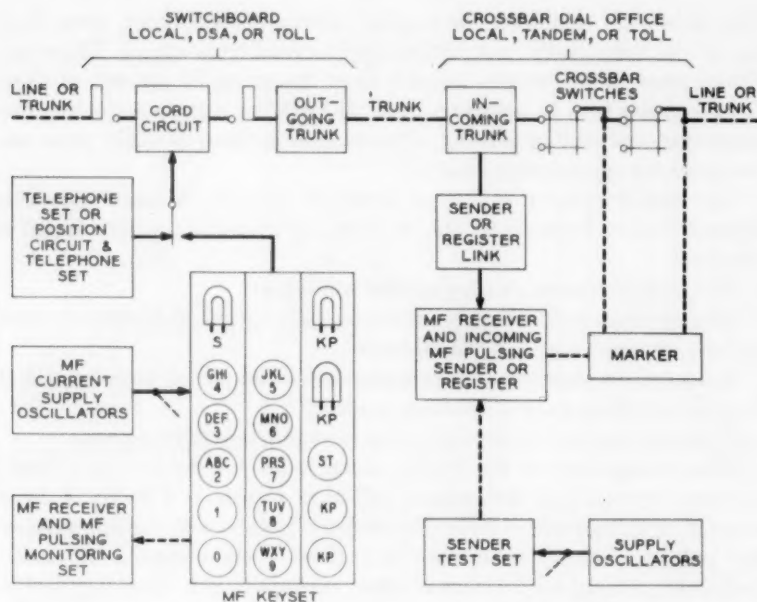 SWITCHBOARD
LOCAL, DSA, OR TOLL
CROSSBAR DIAL OFFICE
LOCAL, TANDEM, OR TOLL
LINE OR
TRUNK
CORD
CIRCUIT
OUT-
GOING
TRUNK
TRUNK
IN-
COMING
TRUNK
CROSSBAR
SWITCHES
LINE OR
TRUNK
TELEPHONE
SET OR
POSITION
CIRCUIT &
TELEPHONE
SET
SENDER
OR
REGISTER
LINK
MF
CURRENT
SUPPLY
OSCILLATORS
S
KP
GHI
4
JKL
5
KP
DEF
3
MNO
6
ABC
2
PRS
7
ST
1
TUV
8
KP
0
WXY
9
KP
MF KEYSET
MF RECEIVER
AND INCOMING
MF PULSING
SENDER OR
REGISTER
MARKER
MF RECEIVER
AND MF
PULSING
MONITORING
SET
SENDER
TEST SET
SUPPLY
OSCILLATORS